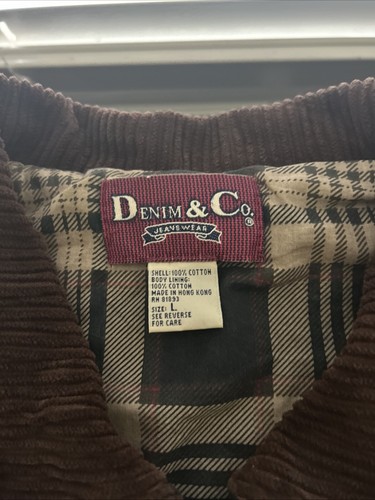 DENIM & CO.®
JEANSWEAR
SHELL: 100% COTTON
BODY LINING:
100% COTTON
MADE IN HONG KONG
RN 81893
SIZE: L
SEE REVERSE
FOR CARE